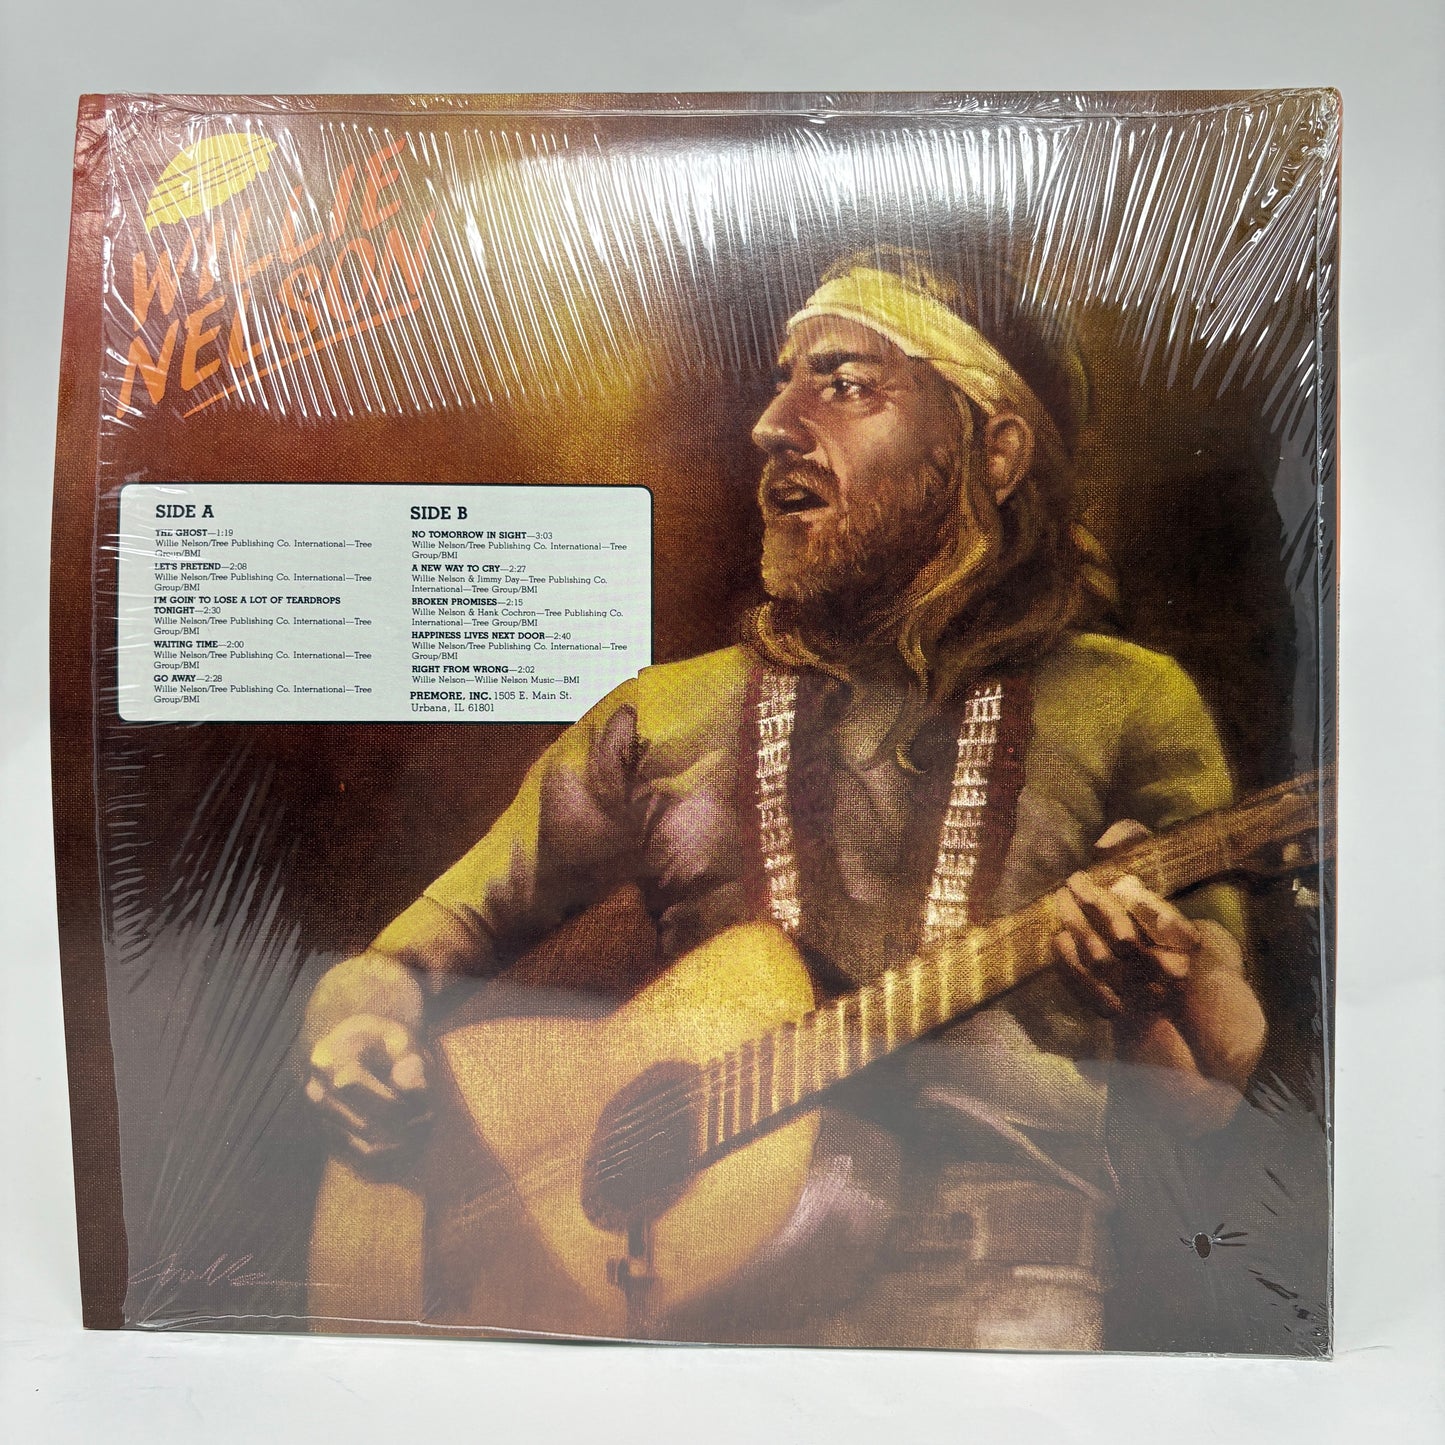 WILLIE
NELSON
SIDE A
THE GHOST—1:19
Willie Nelson/Tree Publishing Co. International—Tree
Group/BMI
LET'S PRETEND—2:08
Willie Nelson/Tree Publishing Co. International—Tree
Group/BMI
I'M GOIN' TO LOSE A LOT OF TEARDROPS
TONIGHT—2:30
Willie Nelson/Tree Publishing Co. International—Tree
Group/BMI
WAITING TIME—2:00
Willie Nelson/Tree Publishing Co. International—Tree
Group/BMI
GO AWAY—2:28
Willie Nelson/Tree Publishing Co. International—Tree
Group/BMI
SIDE B
NO TOMORROW IN SIGHT—3:03
Willie Nelson/Tree Publishing Co. International—Tree
Group/BMI
A NEW WAY TO CRY—2:27
Willie Nelson & Jimmy Day—Tree Publishing Co.
International—Tree Group/BMI
BROKEN PROMISES—2:15
Willie Nelson & Hank Cochron—Tree Publishing Co.
International—Tree Group/BMI
HAPPINESS LIVES NEXT DOOR—2:40
Willie Nelson/Tree Publishing Co. International—Tree
Group/BMI
RIGHT FROM WRONG—2:02
Willie Nelson—Willie Nelson Music—BMI
PREMORE, INC. 1505 E. Main St.
Urbana, IL 61801